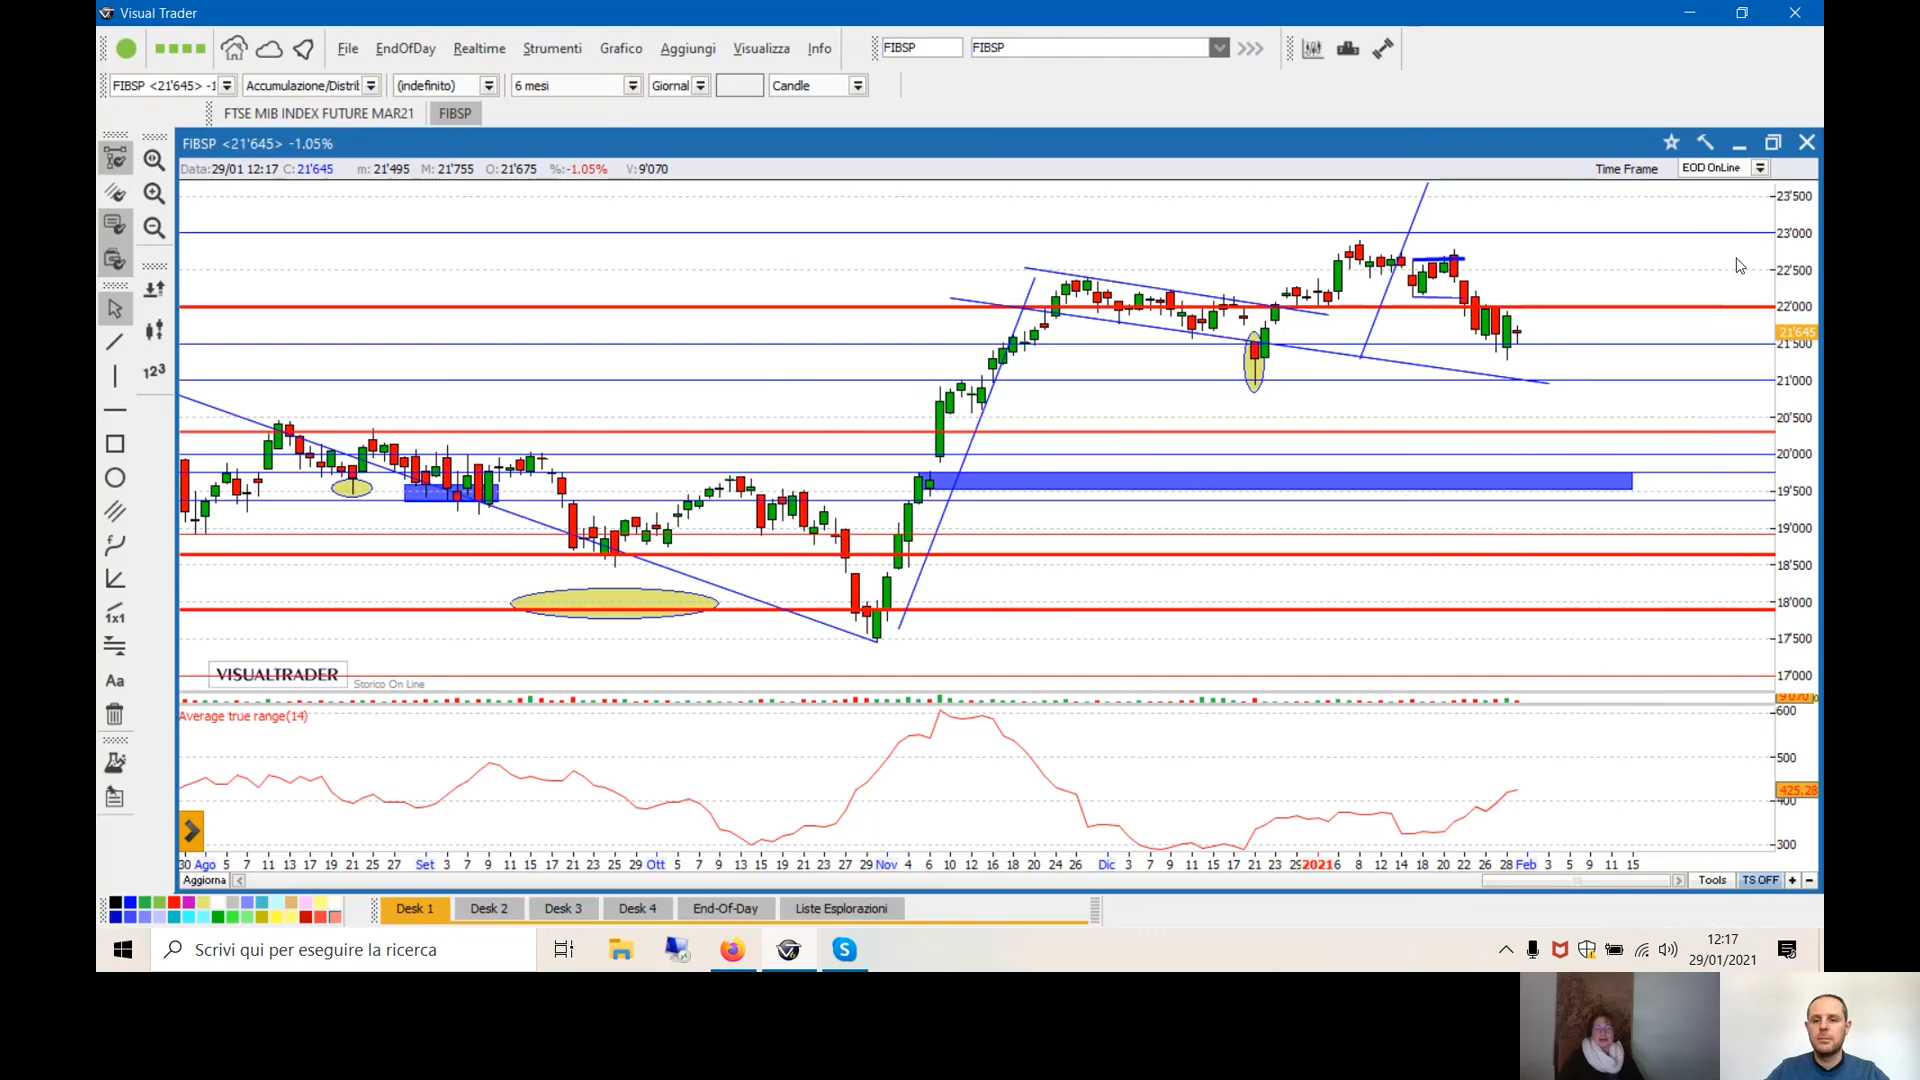 Visual Trader
File EndOfDay Realtime Strumenti Grafico Aggiungi Visualizza Info FIBSP FIBSP
FIBSP <21'645> -1 Accumulazione/Distrit (indefinito) 6 mesi Giornal Candle
FTSE MIB INDEX FUTURE MAR21 FIBSP
FIBSP <21'645> -1.05%
Data:29/01 12:17 C:21'645 m:21'495 M:21'755 O:21'675 %:-1.05% V:9'070 Time Frame EOD OnLine
23'500
23'000
22'500
22'000
21'645
21'500
21'000
20'500
20'000
19'500
19'000
18'500
18'000
17'500
17'000
123
1x1
Aa
VISUALTRADER
Storico On Line
9'070
Average true range(14)
600
500
425.28
400
300
30 Ago 5 7 11 13 17 19 21 25 27 Set 3 7 9 11 15 17 21 23 25 29 Ott 5 7 9 13 15 19 21 23 27 29 Nov 4 6 10 12 16 18 20 24 26 Dic 3 7 9 11 15 17 21 23 29 2021 6 8 12 14 18 20 22 26 28 Feb 3 5 9 11 15
Aggiorna Tools TS OFF + -
Desk 1 Desk 2 Desk 3 Desk 4 End-Of-Day Liste Esplorazioni
Scrivi qui per eseguire la ricerca
12:17
29/01/2021